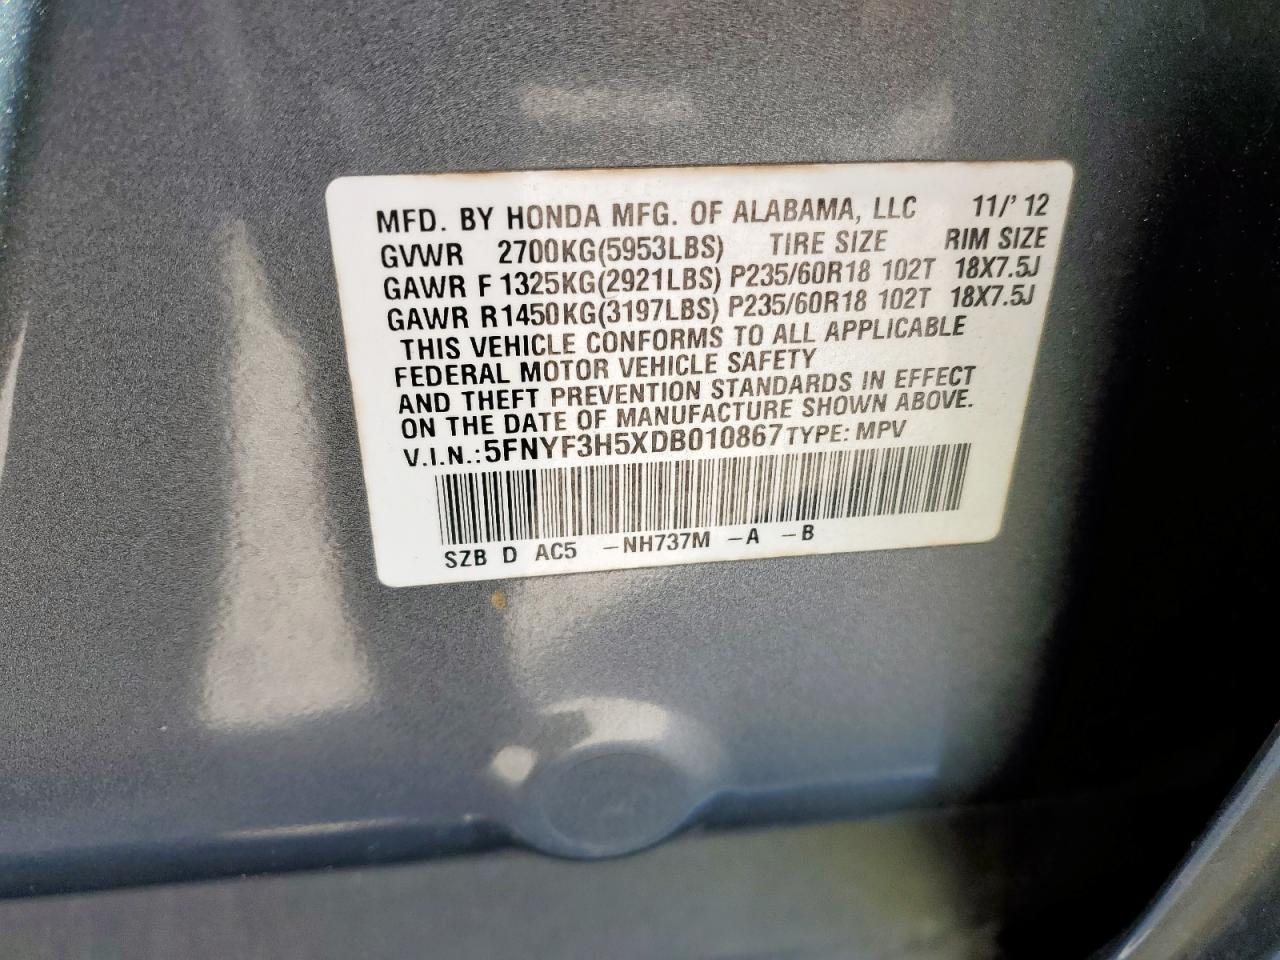 MFD. BY HONDA MFG. OF ALABAMA, LLC 11/'12
GVWR 2700KG(5953LBS) TIRE SIZE RIM SIZE
GAWR F 1325KG(2921LBS) P235/60R18 102T 18X7.5J
GAWR R1450KG(3197LBS) P235/60R18 102T 18X7.5J
THIS VEHICLE CONFORMS TO ALL APPLICABLE
FEDERAL MOTOR VEHICLE SAFETY
AND THEFT PREVENTION STANDARDS IN EFFECT
ON THE DATE OF MANUFACTURE SHOWN ABOVE.
V.I.N.:5FNYF3H5XDB010867 TYPE: MPV
SZB D AC5 -NH737M -A -B